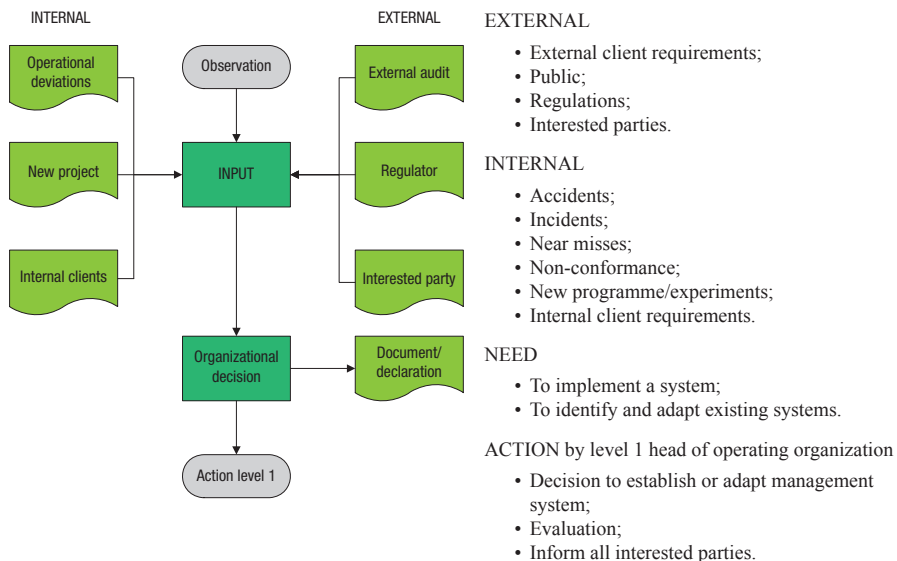 INTERNAL
EXTERNAL
Operational
deviations
Observation
External audit
New project
INPUT
Regulator
Internal clients
Interested party
Organizational
decision
Document/
declaration
Action level 1
EXTERNAL
• External client requirements;
• Public;
• Regulations;
• Interested parties.
INTERNAL
• Accidents;
• Incidents;
• Near misses;
• Non-conformance;
• New programme/experiments;
• Internal client requirements.
NEED
• To implement a system;
• To identify and adapt existing systems.
ACTION by level 1 head of operating organization
• Decision to establish or adapt management
system;
• Evaluation;
• Inform all interested parties.